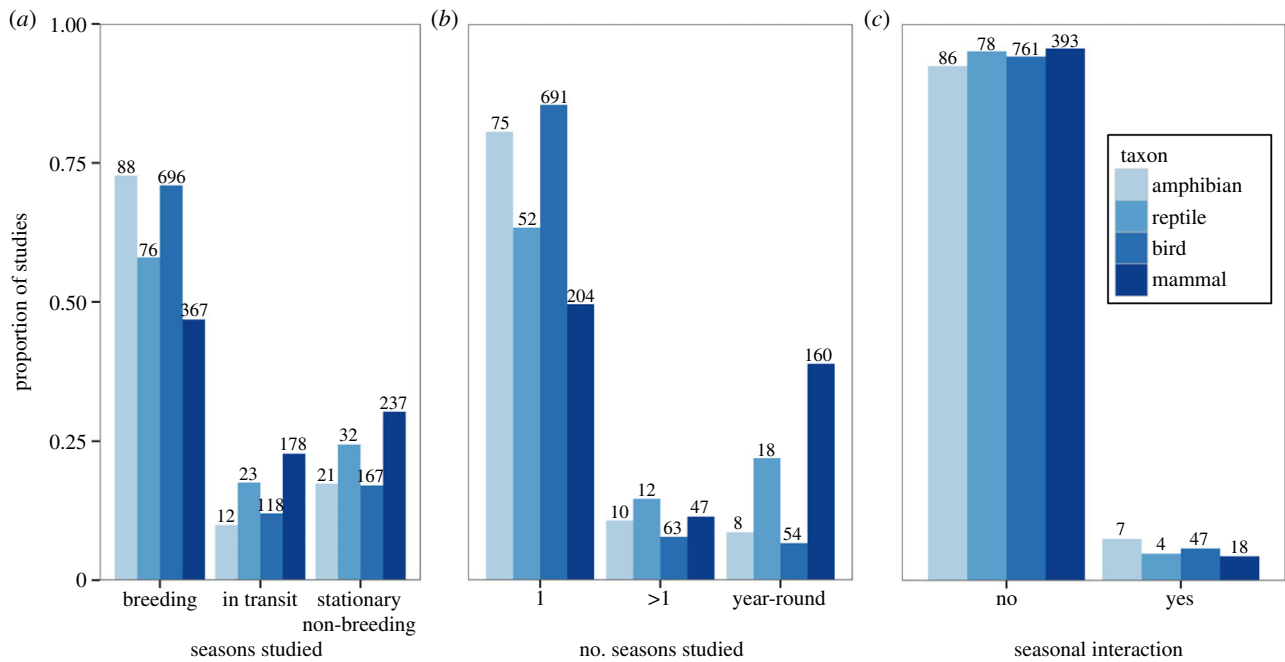 (a)
(b)
(c)
proportion of studies
1.00
0.75
0.50
0.25
0
88
76
696
367
12
23
118
178
21
32
167
237
breeding
in transit
stationary
non-breeding
seasons studied
75
52
691
204
10
12
63
47
8
18
54
160
1
>1
year-round
no. seasons studied
86
78
761
393
7
4
47
18
taxon
amphibian
reptile
bird
mammal
no
yes
seasonal interaction